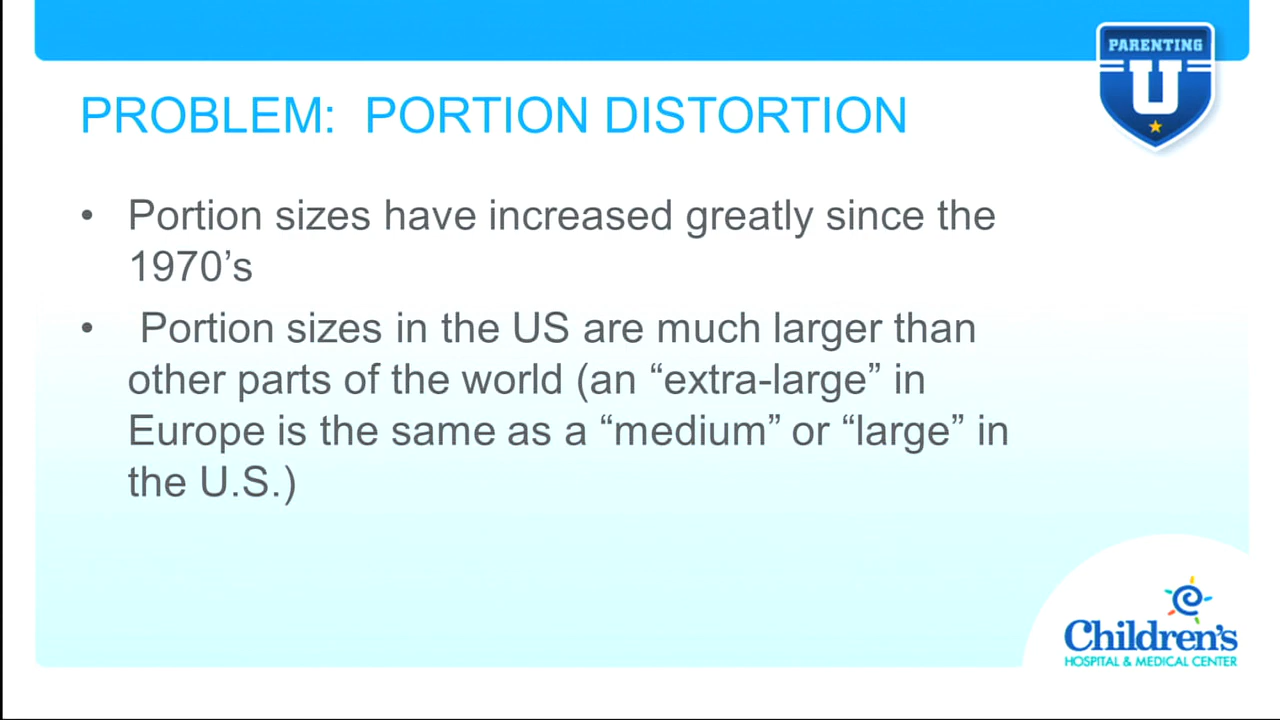 PARENTING
U
PROBLEM:  PORTION DISTORTION
• Portion sizes have increased greatly since the
1970’s
• Portion sizes in the US are much larger than
other parts of the world (an “extra-large” in
Europe is the same as a “medium” or “large” in
the U.S.)
Children's
HOSPITAL & MEDICAL CENTER